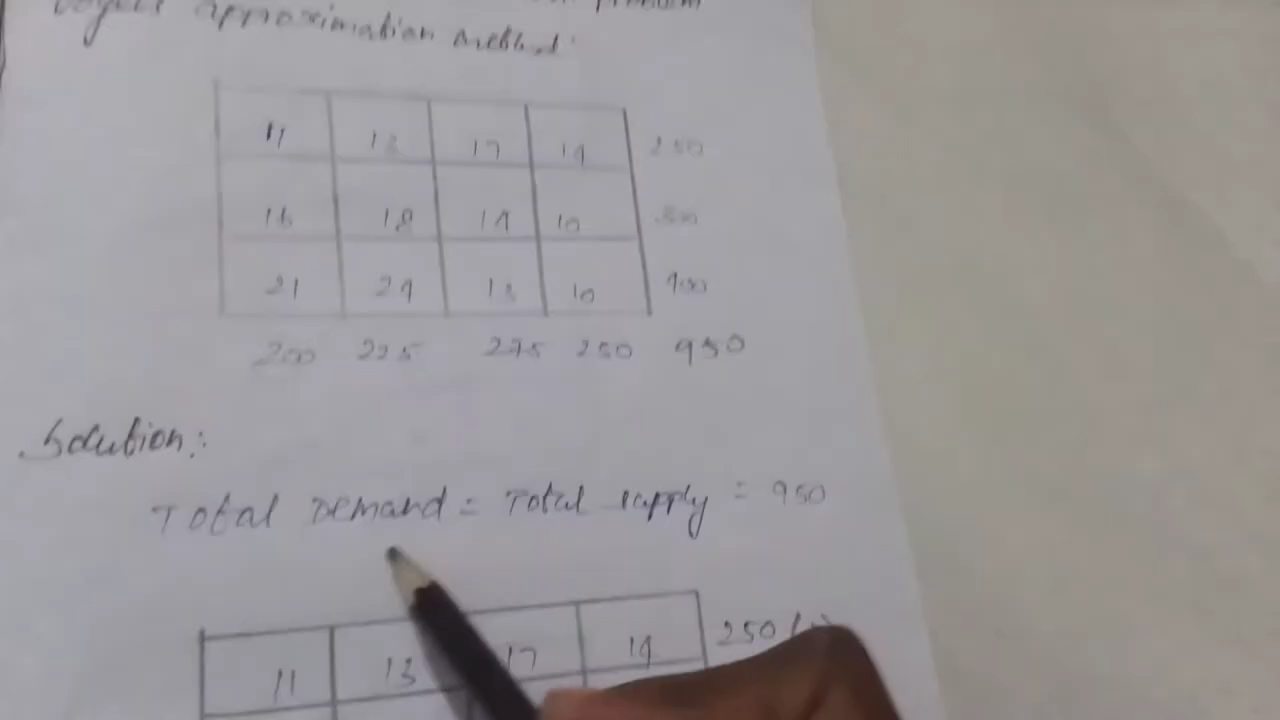 approximation method
11 13 17 14 250
16 18 14 10 300
21 24 13 10 400
200 225 275 250 950
Solution:
Total Demand = Total supply = 950
11 13 17 14 250